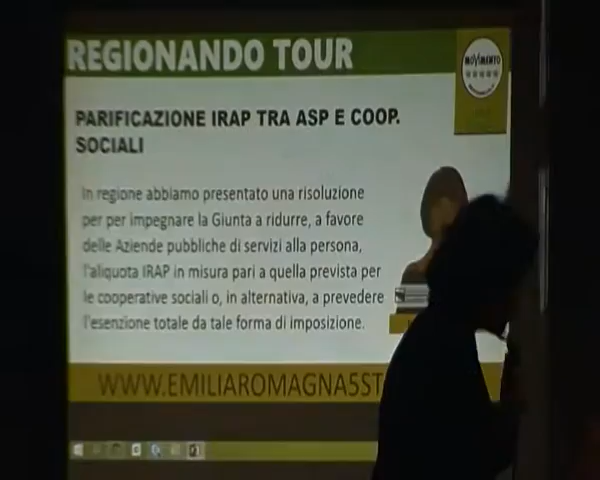 REGIONANDO TOUR
MOVIMENTO
PARIFICAZIONE IRAP TRA ASP E COOP.
SOCIALI
In regione abbiamo presentato una risoluzione
per per impegnare la Giunta a ridurre, a favore
delle Aziende pubbliche di servizi alla persona,
l'aliquota IRAP in misura pari a quella prevista per
le cooperative sociali o, in alternativa, a prevedere
l'esenzione totale da tale forma di imposizione.
WWW.EMILIAROMAGNA5ST